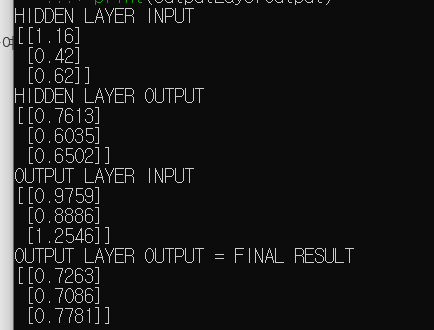 print(outputLayerOutput)
HIDDEN LAYER INPUT
[[1.16]
[0.42]
[0.62]]
HIDDEN LAYER OUTPUT
[[0.7613]
[0.6035]
[0.6502]]
OUTPUT LAYER INPUT
[[0.9759]
[0.8886]
[1.2546]]
OUTPUT LAYER OUTPUT = FINAL RESULT
[[0.7263]
[0.7086]
[0.7781]]